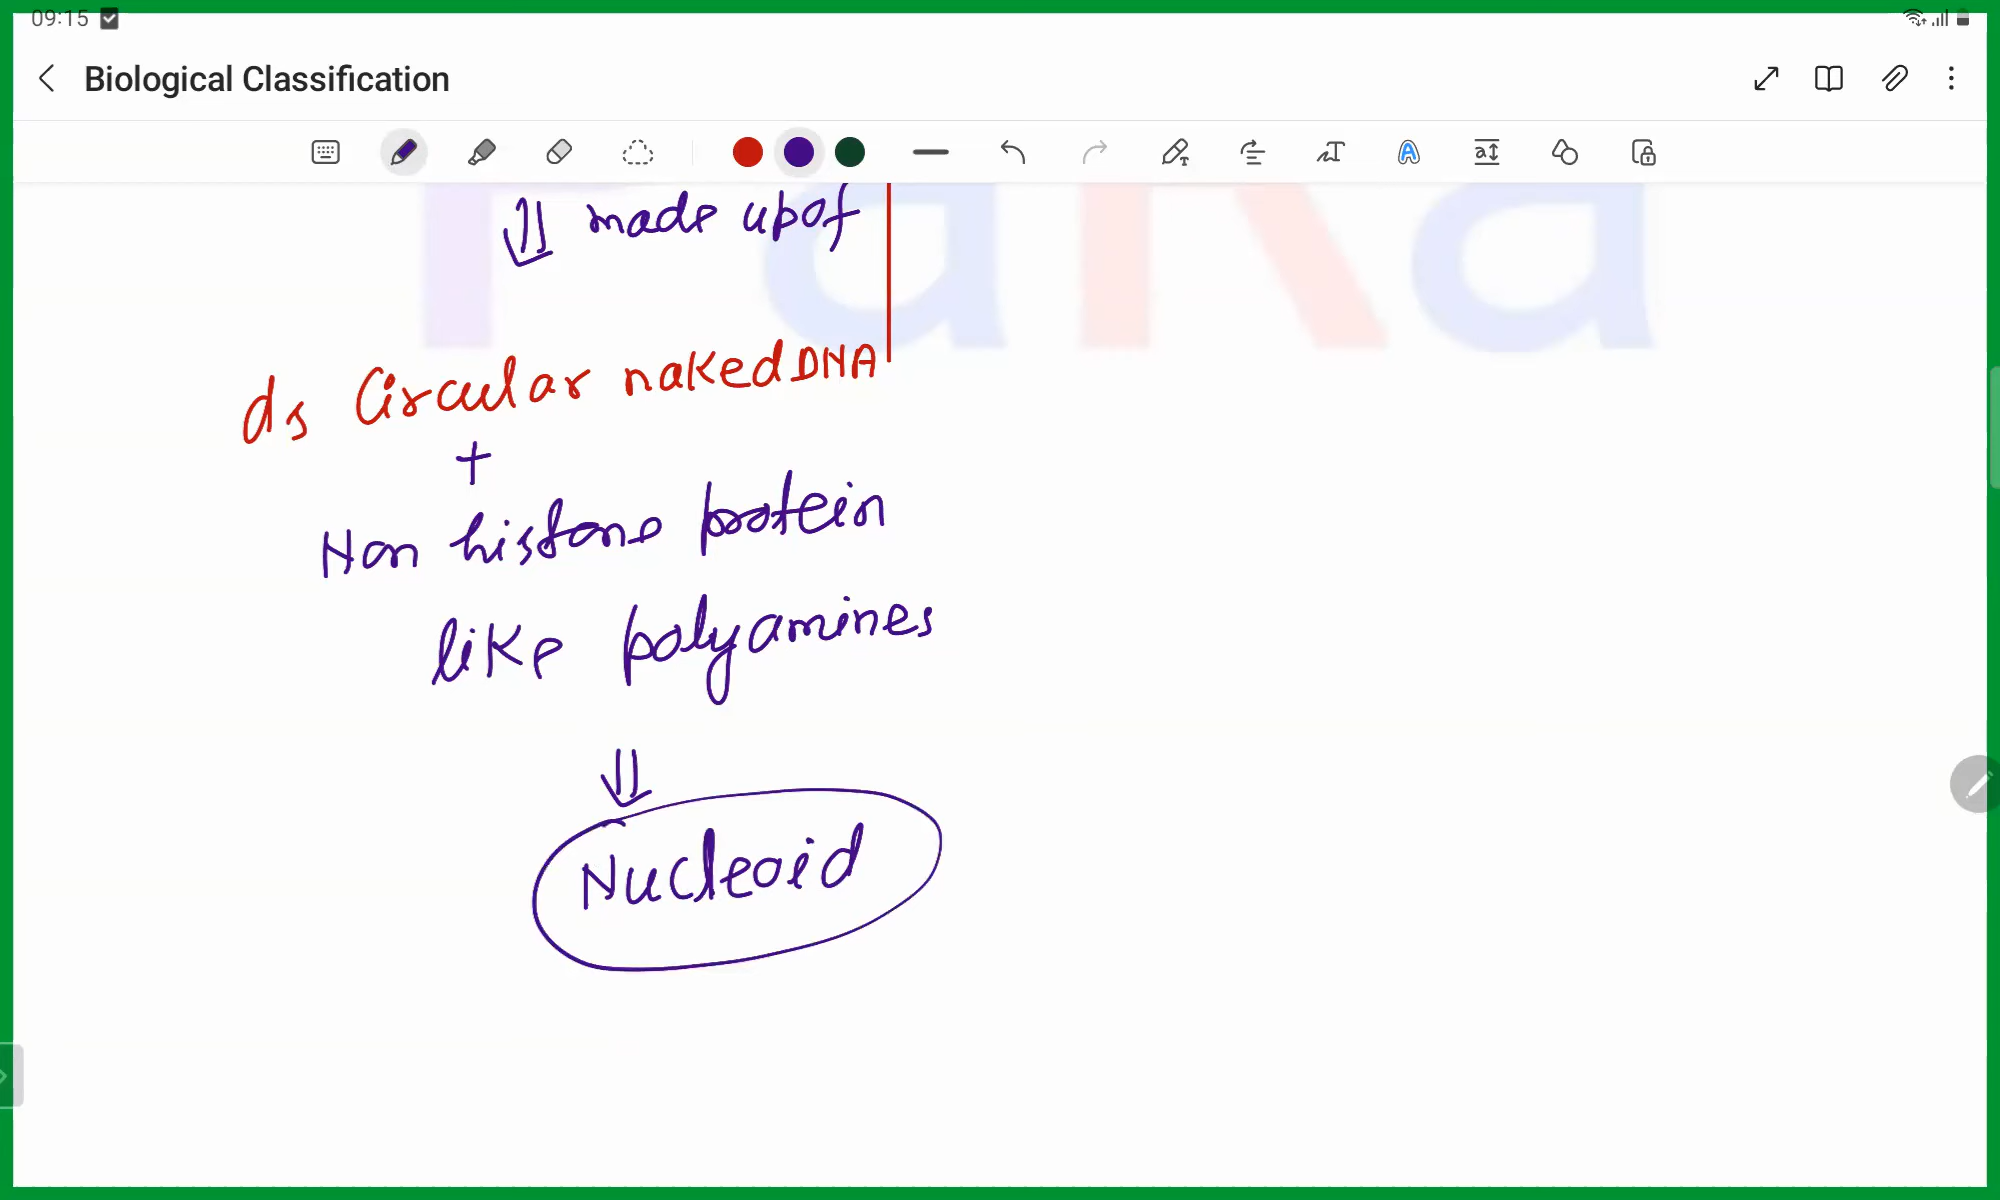 09:15
Biological Classification
made up of
ds Circular naked DNA
+
Non histone protein
like polyamines
Nucleoid